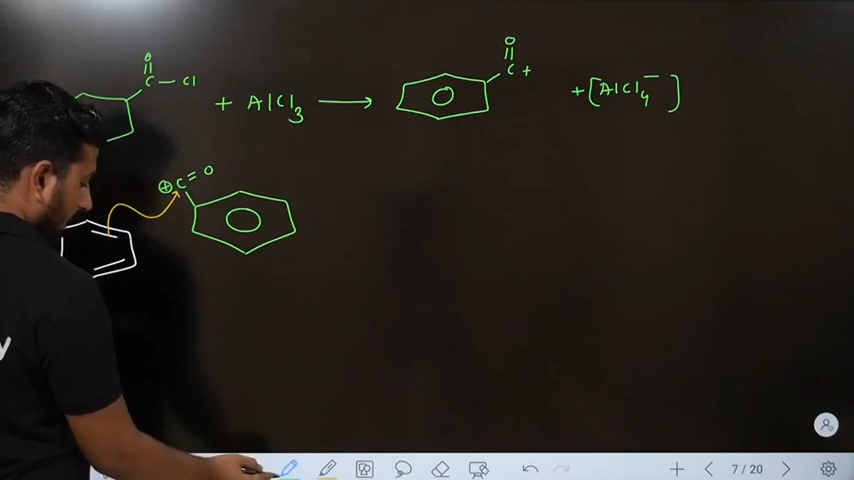 O
||
C — Cl
+ AlCl₃ ⟶
O
||
C +
+ [AlCl₄⁻]
⊕ C = O
y
7 / 20